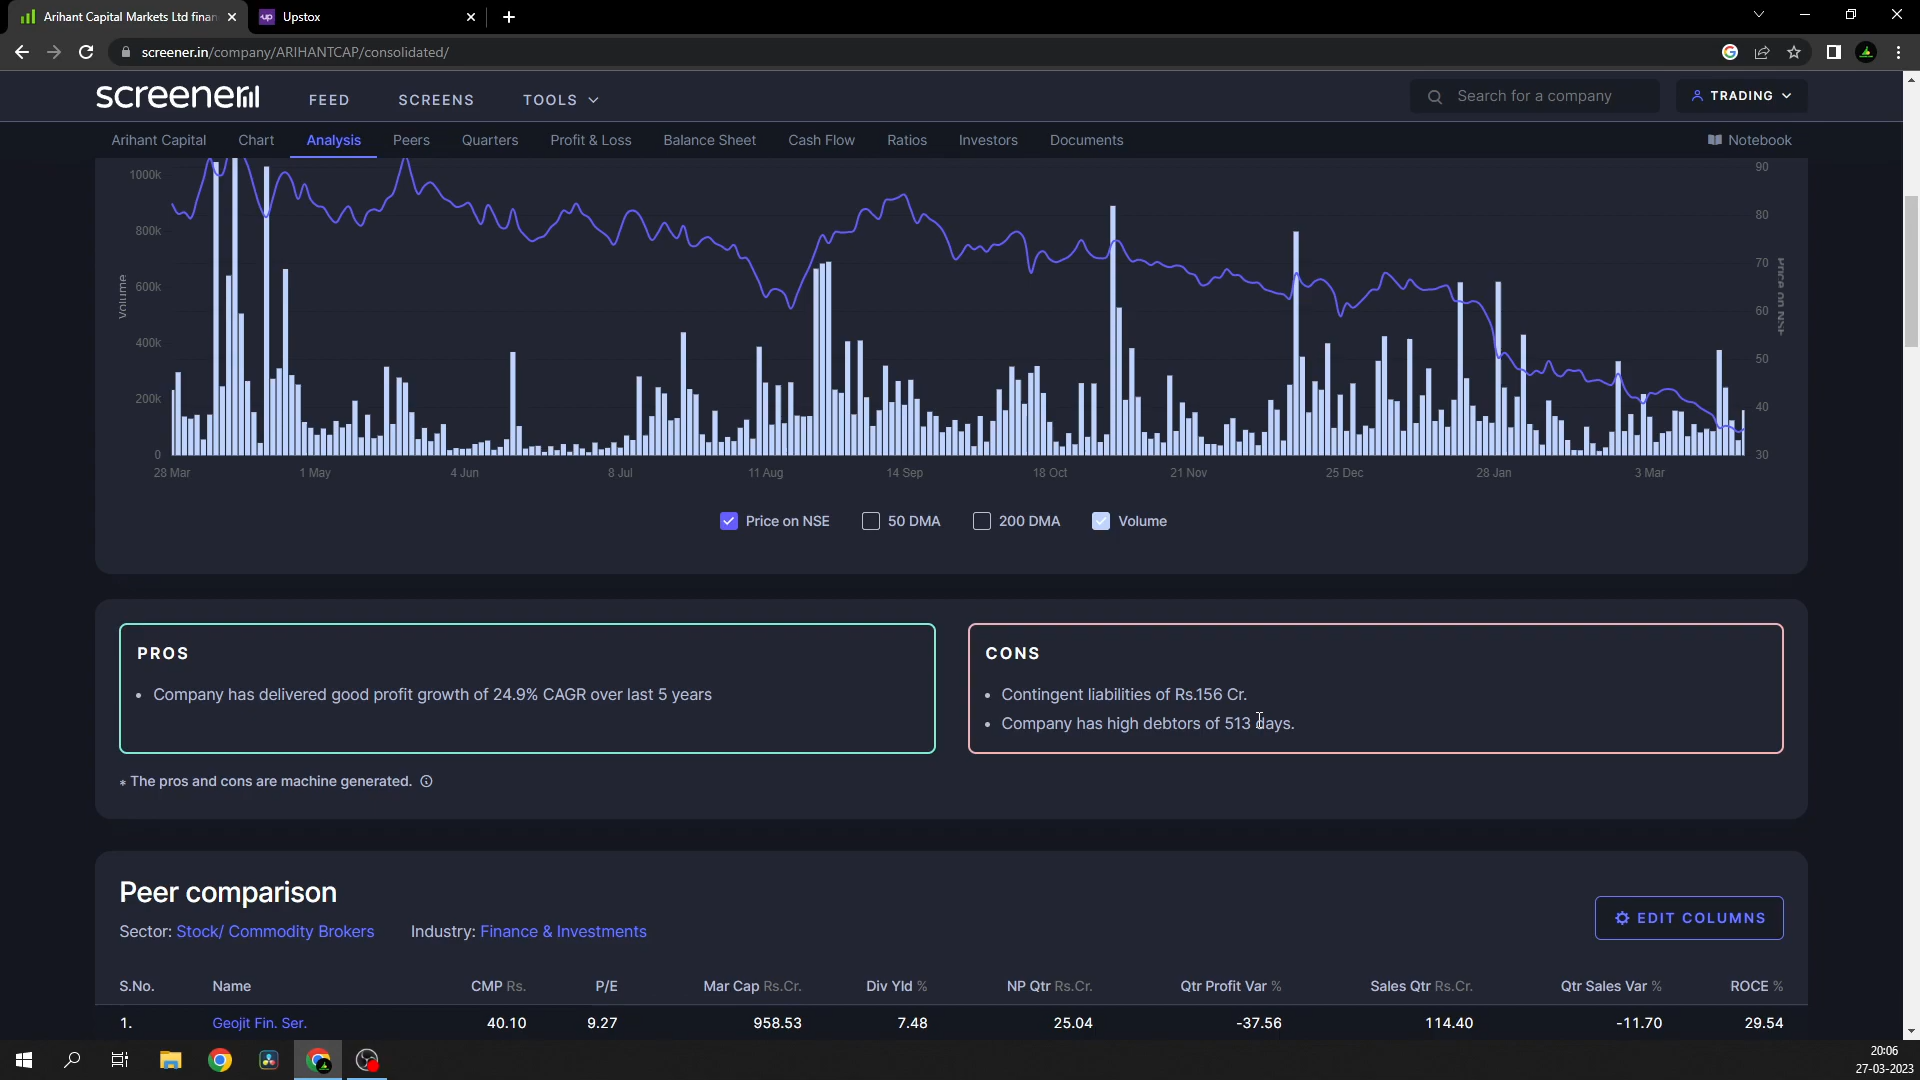 Arihant Capital Markets Ltd finan
Upstox
screener.in/company/ARIHANTCAP/consolidated/
screener
FEED
SCREENS
TOOLS
Search for a company
TRADING
Arihant Capital
Chart
Analysis
Peers
Quarters
Profit & Loss
Balance Sheet
Cash Flow
Ratios
Investors
Documents
Notebook
1000k
800k
600k
400k
200k
0
Volume
90
80
70
60
50
40
30
28 Mar
1 May
4 Jun
8 Jul
11 Aug
14 Sep
18 Oct
21 Nov
25 Dec
28 Jan
3 Mar
Price on NSE
50 DMA
200 DMA
Volume
PROS
• Company has delivered good profit growth of 24.9% CAGR over last 5 years
CONS
• Contingent liabilities of Rs.156 Cr.
• Company has high debtors of 513 days.
* The pros and cons are machine generated.
Peer comparison
Sector: Stock/ Commodity Brokers Industry: Finance & Investments
EDIT COLUMNS
S.No. Name CMP Rs. P/E Mar Cap Rs.Cr. Div Yld % NP Qtr Rs.Cr. Qtr Profit Var % Sales Qtr Rs.Cr. Qtr Sales Var % ROCE %
1. Geojit Fin. Ser. 40.10 9.27 958.53 7.48 25.04 -37.56 114.40 -11.70 29.54
20:06
27-03-2023